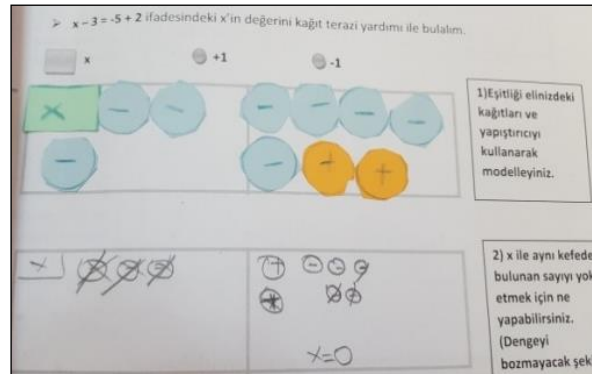 ➢ x - 3 = -5 + 2 ifadesindeki x'in değerini kağıt terazi yardımı ile bulalım.
x +1 -1
x - - - - - -
- - + +
1)Eşitliği elinizdeki
kağıtları ve
yapıştırıcıyı
kullanarak
modelleyiniz.
x
x=0
2) x ile aynı kefede
bulunan sayıyı yok
etmek için ne
yapabilirsiniz.
(Dengeyi
bozmayacak şek